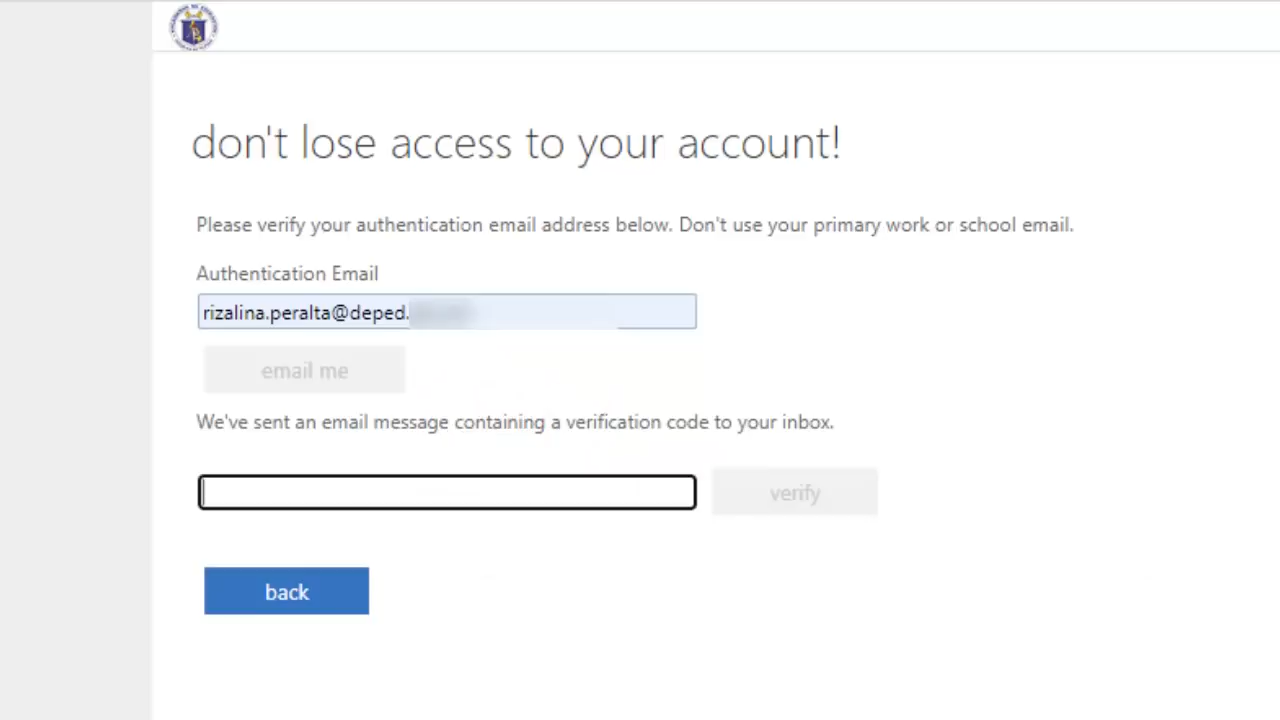 don't lose access to your account!
Please verify your authentication email address below. Don't use your primary work or school email.
Authentication Email
rizalina.peralta@deped.
email me
We've sent an email message containing a verification code to your inbox.
verify
back